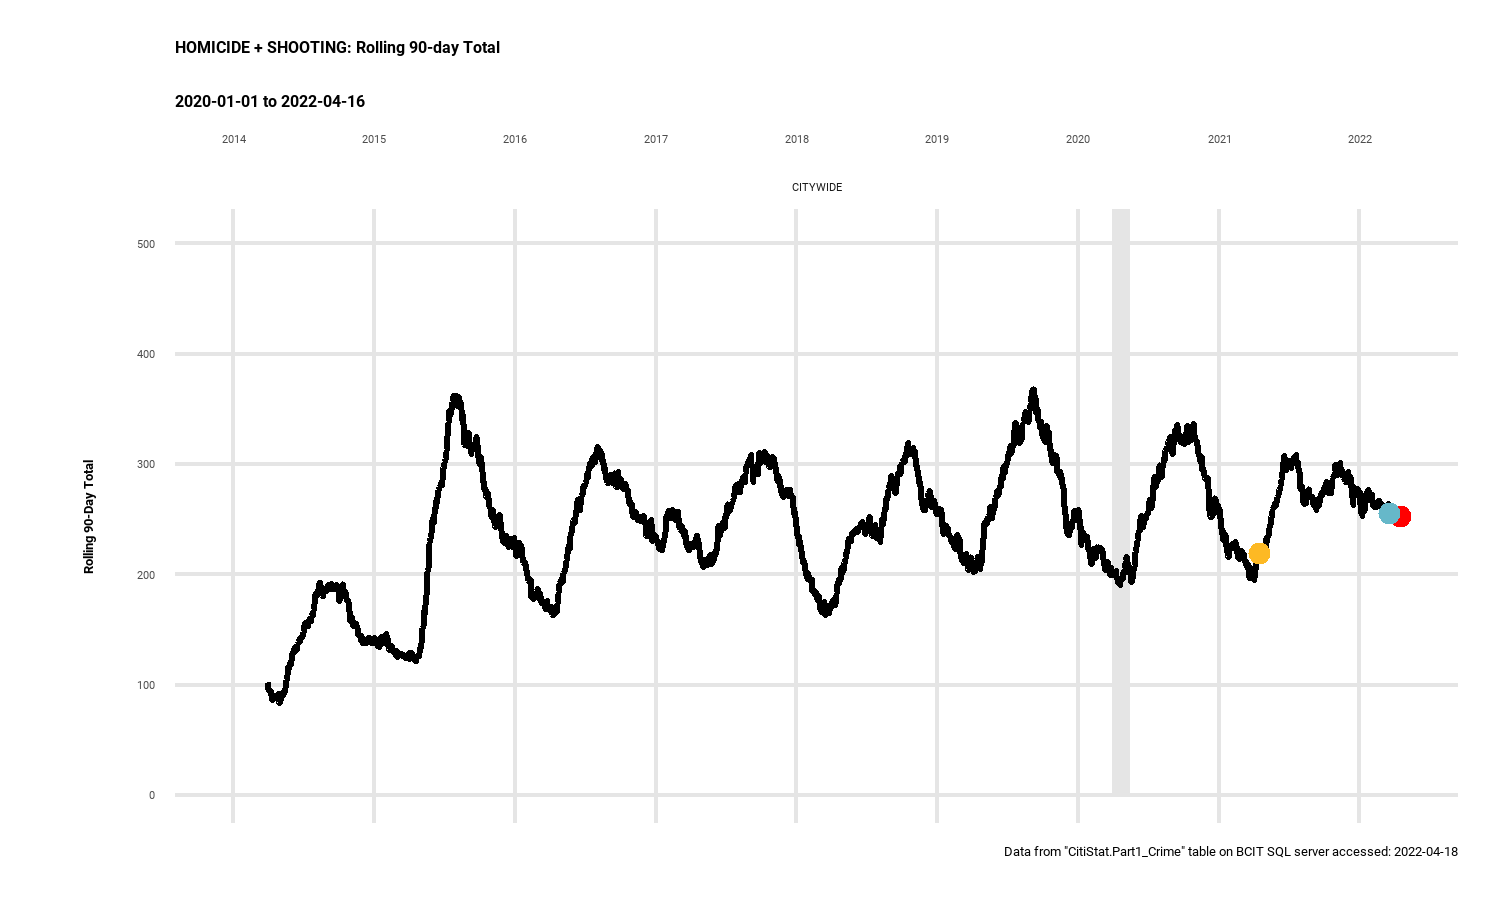 HOMICIDE + SHOOTING: Rolling 90-day Total
2020-01-01 to 2022-04-16
2014 2015 2016 2017 2018 2019 2020 2021 2022
CITYWIDE
500
400
300
200
100
0
Rolling 90-Day Total
Data from "CitiStat.Part1_Crime" table on BCIT SQL server accessed: 2022-04-18